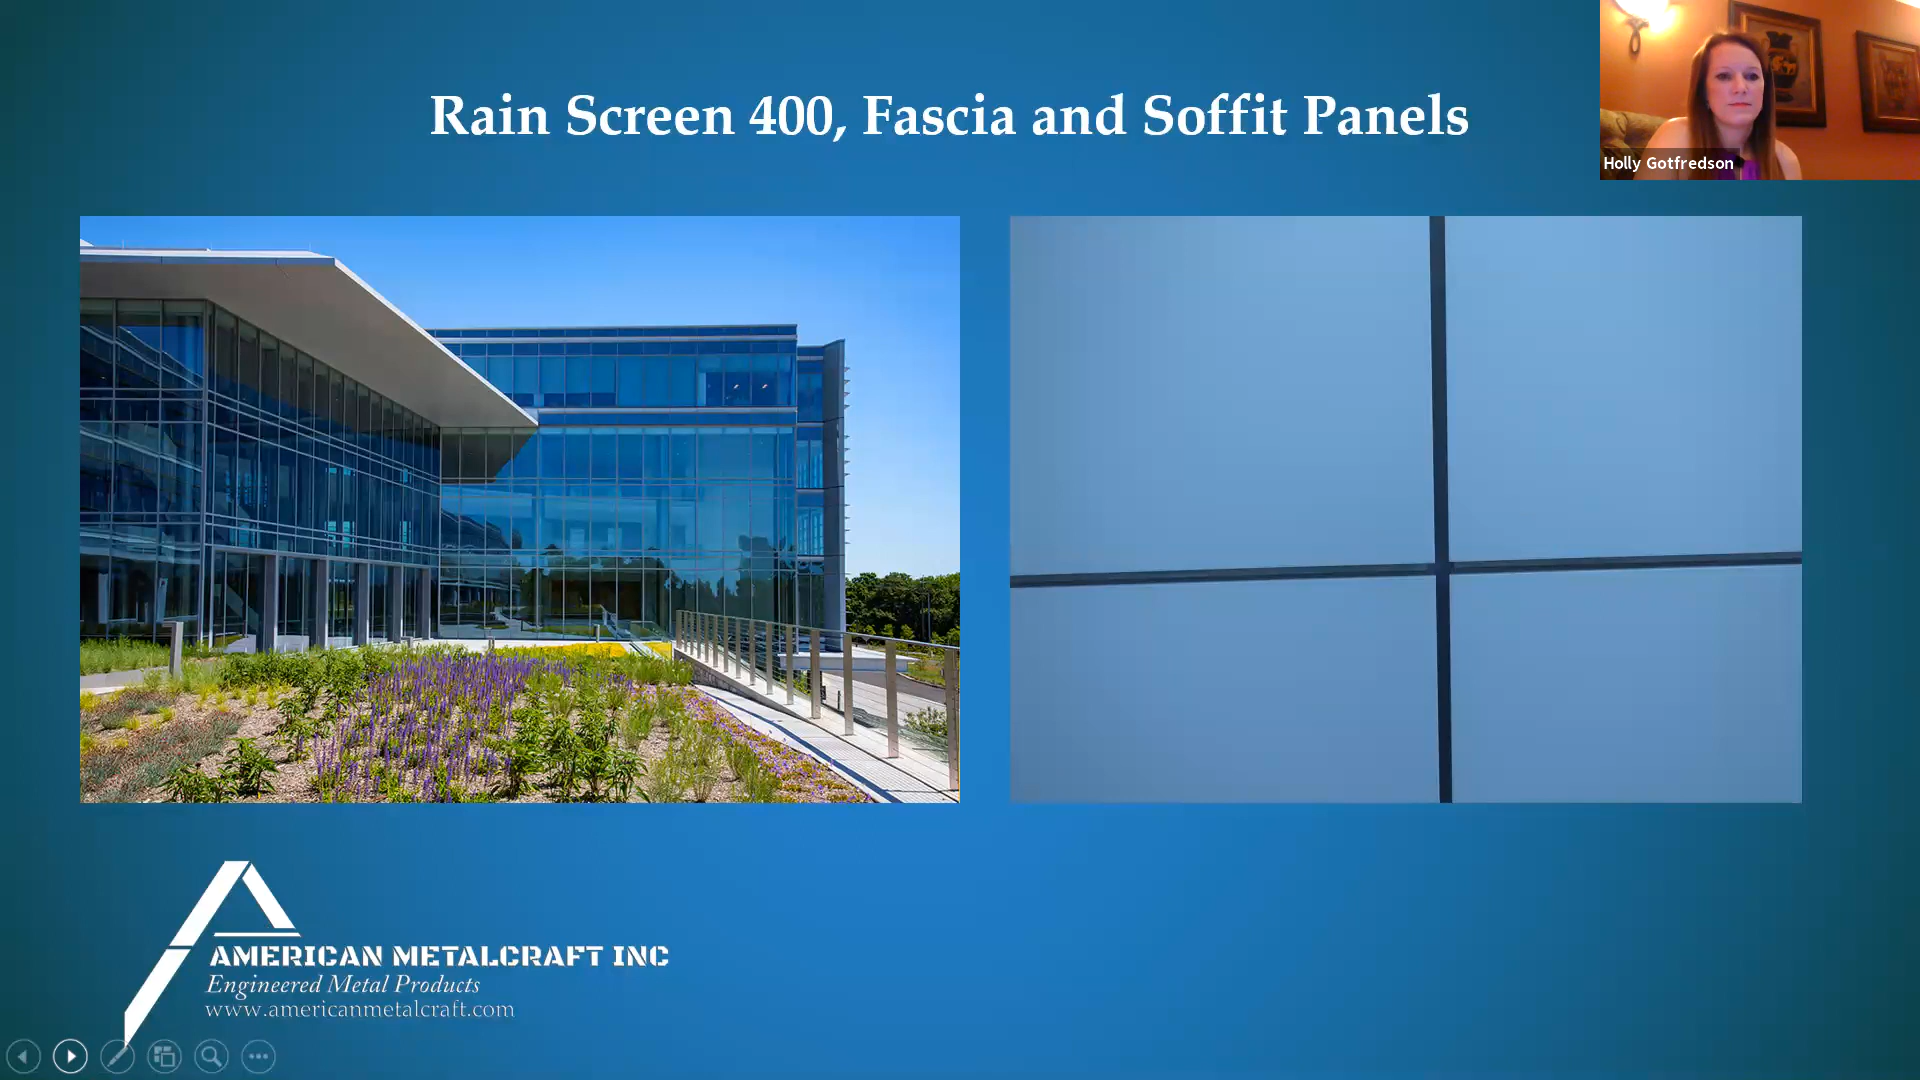 Rain Screen 400, Fascia and Soffit Panels
Holly Gotfredson
AMERICAN METALCRAFT INC
Engineered Metal Products
www.americanmetalcraft.com